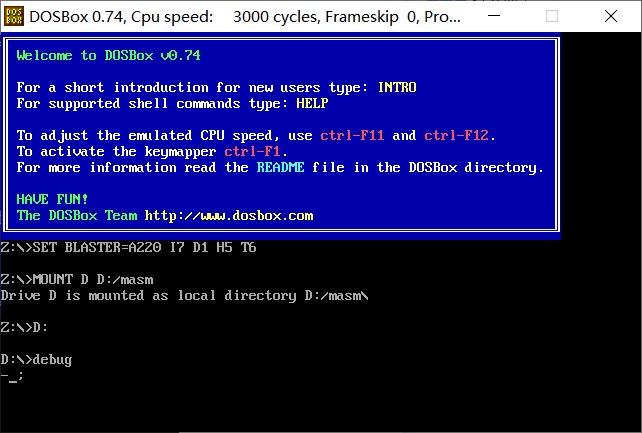 DOSBox 0.74, Cpu speed:    3000 cycles, Frameskip  0, Pro...
Welcome to DOSBox v0.74
For a short introduction for new users type: INTRO
For supported shell commands type: HELP
To adjust the emulated CPU speed, use ctrl-F11 and ctrl-F12.
To activate the keymapper ctrl-F1.
For more information read the README file in the DOSBox directory.
HAVE FUN!
The DOSBox Team http://www.dosbox.com
Z:\>SET BLASTER=A220 I7 D1 H5 T6
Z:\>MOUNT D D:/masm
Drive D is mounted as local directory D:/masm\
Z:\>D:
D:\>debug
-_;